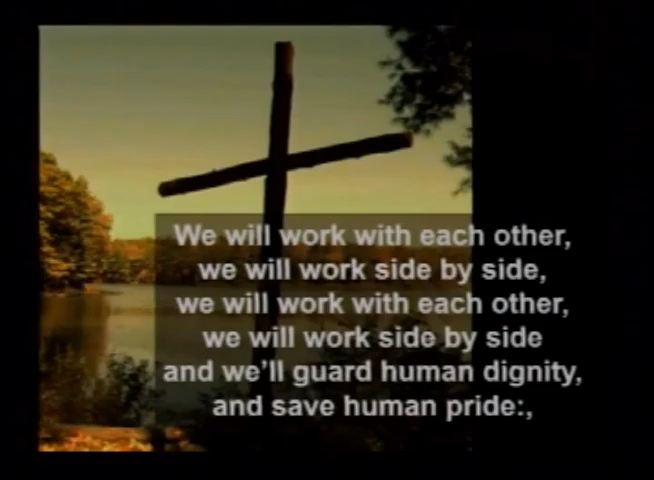 We will work with each other,
we will work side by side,
we will work with each other,
we will work side by side
and we'll guard human dignity,
and save human pride:,